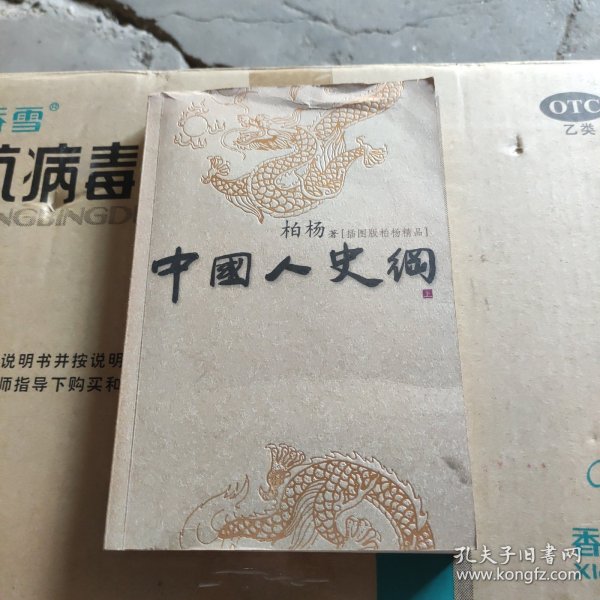 香雪®
抗病毒
NGBINGD
OTC
乙类
柏杨 著 [插图版柏杨精品]
中國人史綱
上
说明书并按说明
师指导下购买和
香
XI
孔夫子旧书网
www.kongfz.com